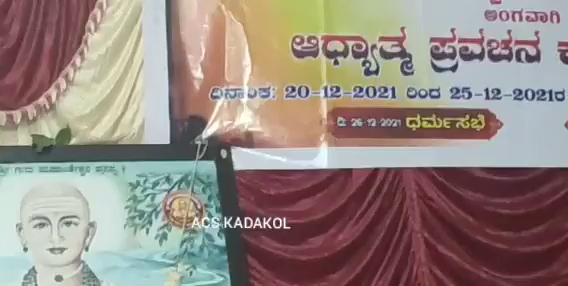 ಅಂಗವಾಗಿ
ಆಧ್ಯಾತ್ಮ ಪ್ರವಚನ
ದಿನಾಂಕ: 20-12-2021 ರಿಂದ 25-12-2021ರ
ದಿ: 26-12-2021 ಧರ್ಮಸಭೆ
ACS KADAKOL